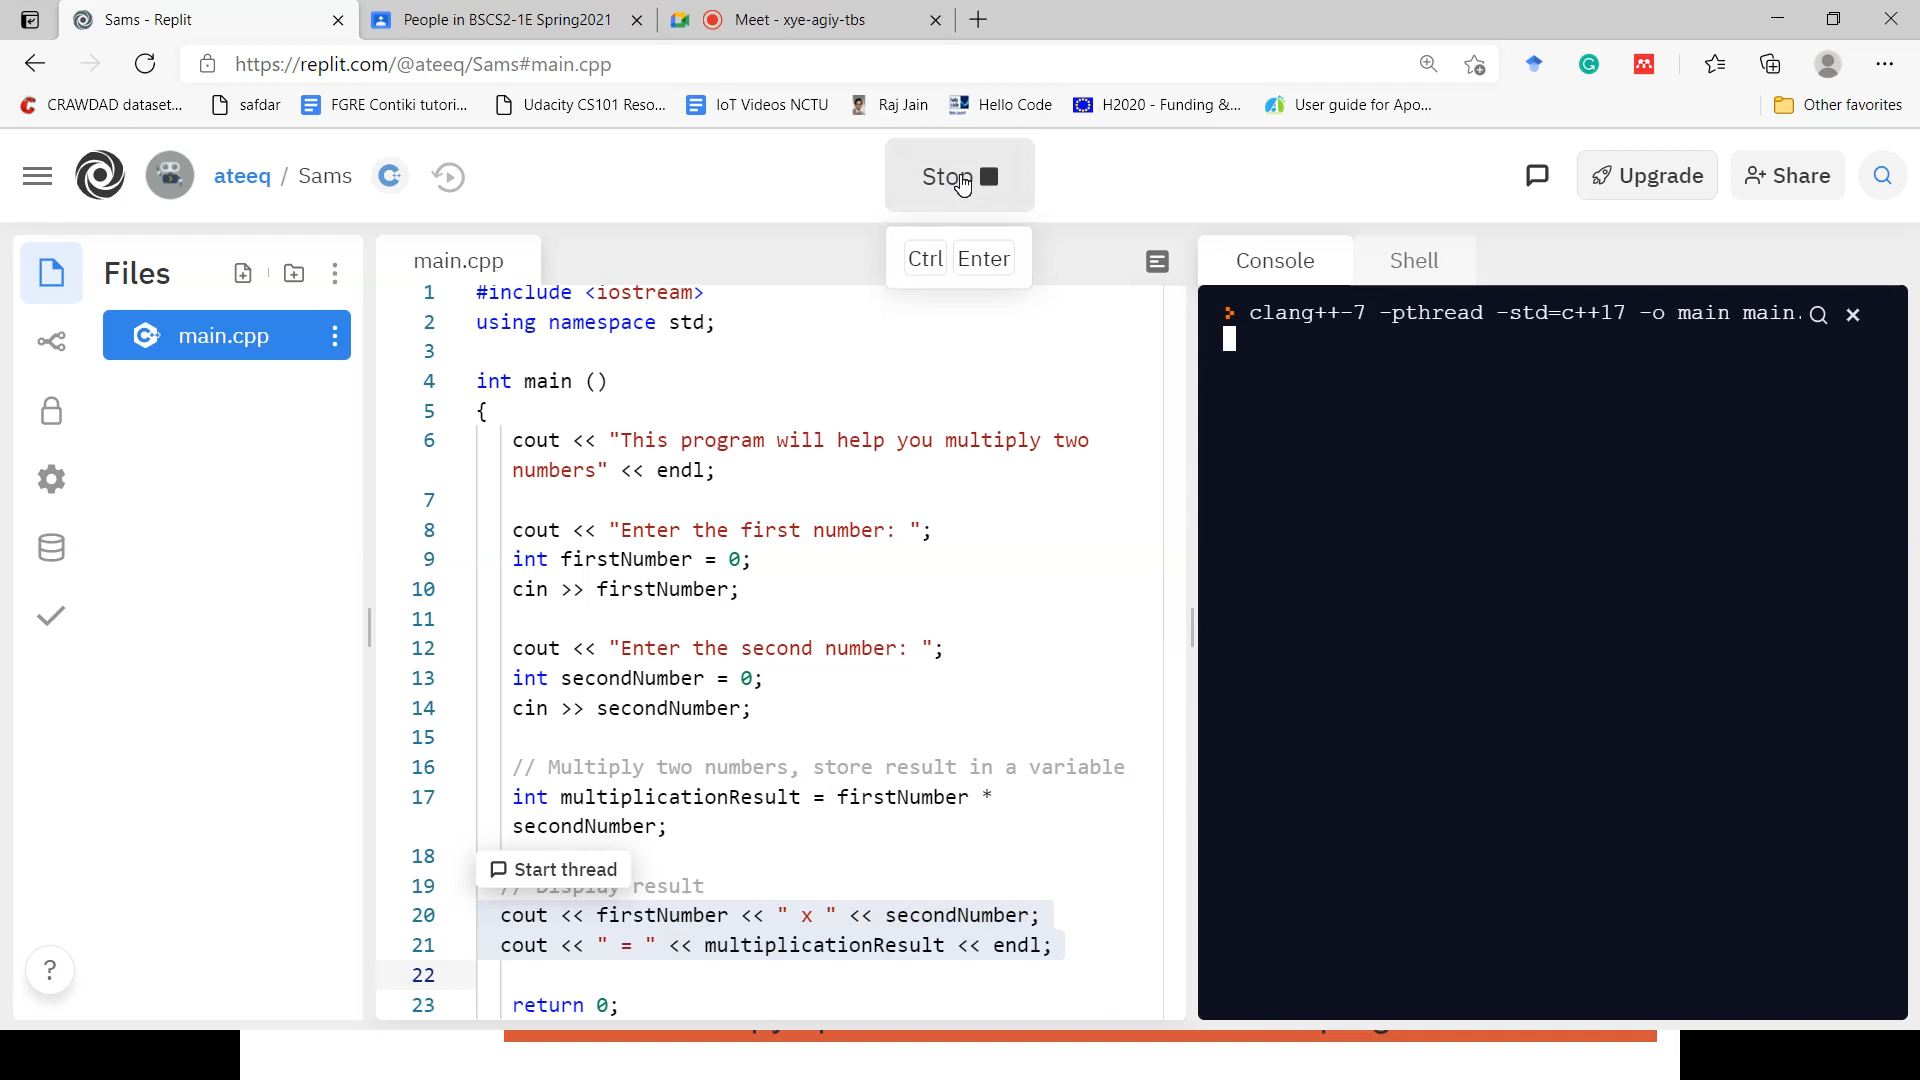 Sams - Replit
People in BSCS2-1E Spring2021
Meet - xye-agiy-tbs
https://replit.com/@ateeq/Sams#main.cpp
CRAWDAD dataset...
safdar
FGRE Contiki tutori...
Udacity CS101 Reso...
IoT Videos NCTU
Raj Jain
Hello Code
H2020 - Funding &...
User guide for Apo...
Other favorites
ateeq / Sams
Stop
Upgrade
Share
Ctrl Enter
Files
main.cpp
main.cpp
1 #include <iostream>
2 using namespace std;
3
4 int main ()
5 {
6 cout << "This program will help you multiply two
numbers" << endl;
7
8 cout << "Enter the first number: ";
9 int firstNumber = 0;
10 cin >> firstNumber;
11
12 cout << "Enter the second number: ";
13 int secondNumber = 0;
14 cin >> secondNumber;
15
16 // Multiply two numbers, store result in a variable
17 int multiplicationResult = firstNumber *
secondNumber;
18
Start thread
19 // Display result
20 cout << firstNumber << " x " << secondNumber;
21 cout << " = " << multiplicationResult << endl;
22
23 return 0;
Console
Shell
clang++-7 -pthread -std=c++17 -o main main.
?